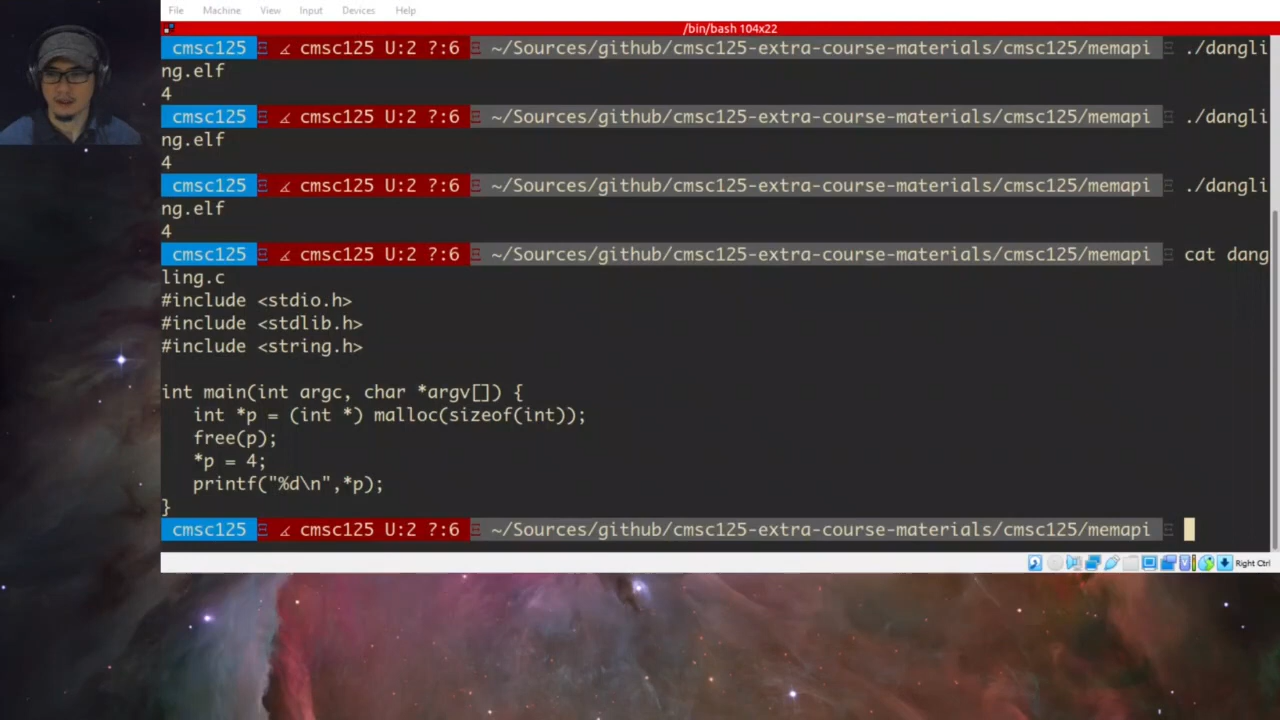 File Machine View Input Devices Help
/bin/bash 104x22
cmsc125 ∡ cmsc125 U:2 ?:6 ~/Sources/github/cmsc125-extra-course-materials/cmsc125/memapi ./dangli
ng.elf
4
cmsc125 ∡ cmsc125 U:2 ?:6 ~/Sources/github/cmsc125-extra-course-materials/cmsc125/memapi ./dangli
ng.elf
4
cmsc125 ∡ cmsc125 U:2 ?:6 ~/Sources/github/cmsc125-extra-course-materials/cmsc125/memapi ./dangli
ng.elf
4
cmsc125 ∡ cmsc125 U:2 ?:6 ~/Sources/github/cmsc125-extra-course-materials/cmsc125/memapi cat dang
ling.c
#include <stdio.h>
#include <stdlib.h>
#include <string.h>
int main(int argc, char *argv[]) {
int *p = (int *) malloc(sizeof(int));
free(p);
*p = 4;
printf("%d\n",*p);
}
cmsc125 ∡ cmsc125 U:2 ?:6 ~/Sources/github/cmsc125-extra-course-materials/cmsc125/memapi
Right Ctrl